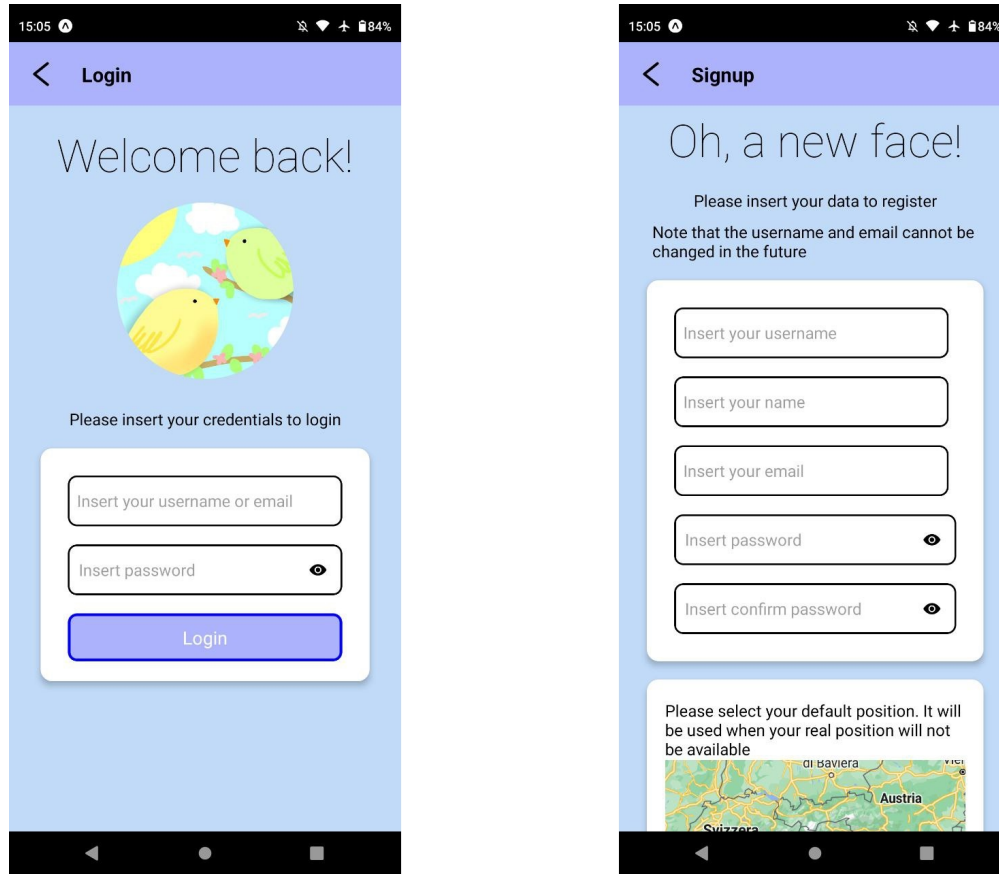 15:05
84%
Login
Welcome back!
Please insert your credentials to login
Insert your username or email
Insert password
Login
15:05
84%
Signup
Oh, a new face!
Please insert your data to register
Note that the username and email cannot be
changed in the future
Insert your username
Insert your name
Insert your email
Insert password
Insert confirm password
Please select your default position. It will
be used when your real position will not
be available
di Baviera
Austria
Svizzera